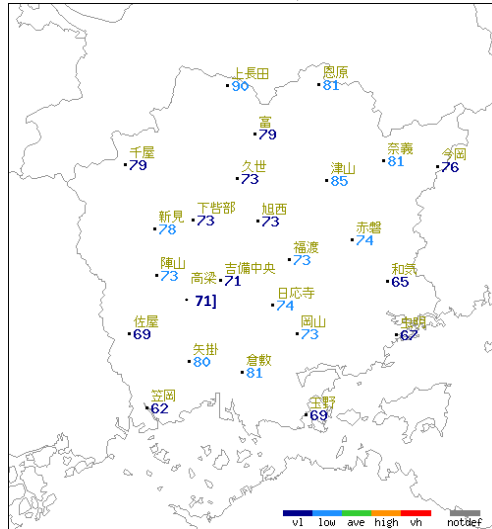 上長田
90
恩原
81
富
79
千屋
79
奈義
81
今岡
76
久世
73
津山
85
下呰部
73
旭西
73
新見
78
赤磐
74
福渡
73
陣山
73
吉備中央
71
和気
65
高梁
71]
日応寺
74
佐屋
69
岡山
73
虫明
67
矢掛
80
倉敷
81
笠岡
62
玉野
69
vl low ave high vh notdef